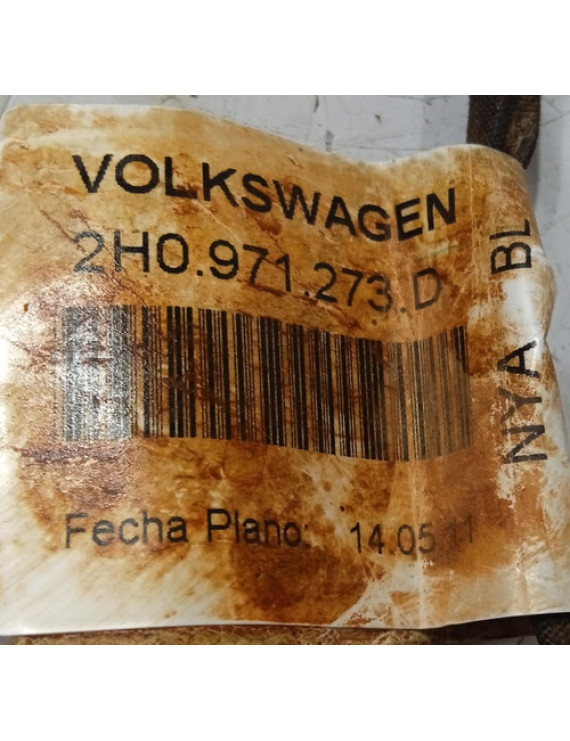 VOLKSWAGEN
2H0.971.273.D
Fecha Plano: 14.05.11
NYA BL